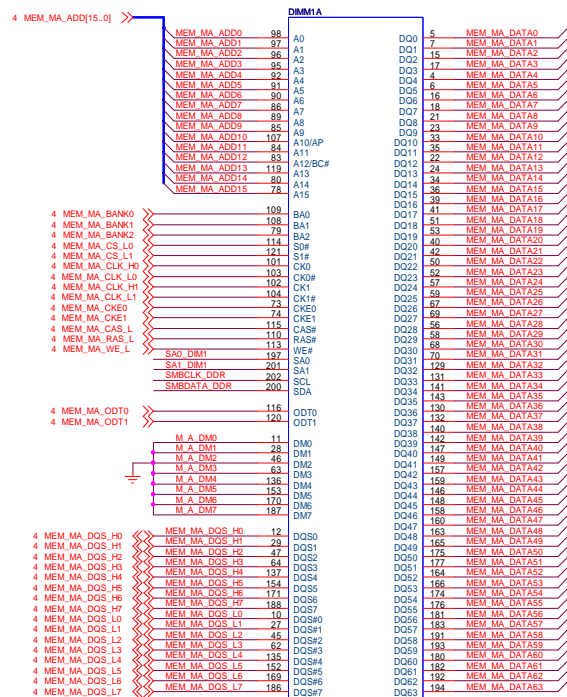 DIMM1A
4 MEM_MA_ADD[15..0]
MEM_MA_ADD0 98 A0
MEM_MA_ADD1 97 A1
MEM_MA_ADD2 96 A2
MEM_MA_ADD3 95 A3
MEM_MA_ADD4 92 A4
MEM_MA_ADD5 91 A5
MEM_MA_ADD6 90 A6
MEM_MA_ADD7 86 A7
MEM_MA_ADD8 89 A8
MEM_MA_ADD9 85 A9
MEM_MA_ADD10 107 A10/AP
MEM_MA_ADD11 84 A11
MEM_MA_ADD12 83 A12/BC#
MEM_MA_ADD13 119 A13
MEM_MA_ADD14 80 A14
MEM_MA_ADD15 78 A15
4 MEM_MA_BANK0 109 BA0
4 MEM_MA_BANK1 108 BA1
4 MEM_MA_BANK2 79 BA2
4 MEM_MA_CS_L0 114 S0#
4 MEM_MA_CS_L1 121 S1#
4 MEM_MA_CLK_H0 101 CK0
4 MEM_MA_CLK_L0 103 CK0#
4 MEM_MA_CLK_H1 102 CK1
4 MEM_MA_CLK_L1 104 CK1#
4 MEM_MA_CKE0 73 CKE0
4 MEM_MA_CKE1 74 CKE1
4 MEM_MA_CAS_L 115 CAS#
4 MEM_MA_RAS_L 110 RAS#
4 MEM_MA_WE_L 113 WE#
SA0_DIM1 197 SA0
SA1_DIM1 201 SA1
SMBCLK_DDR 202 SCL
SMBDATA_DDR 200 SDA
4 MEM_MA_ODT0 116 ODT0
4 MEM_MA_ODT1 120 ODT1
M_A_DM0 11 DM0
M_A_DM1 28 DM1
M_A_DM2 46 DM2
M_A_DM3 63 DM3
M_A_DM4 136 DM4
M_A_DM5 153 DM5
M_A_DM6 170 DM6
M_A_DM7 187 DM7
4 MEM_MA_DQS_H0 MEM_MA_DQS_H0 12 DQS0
4 MEM_MA_DQS_H1 MEM_MA_DQS_H1 29 DQS1
4 MEM_MA_DQS_H2 MEM_MA_DQS_H2 47 DQS2
4 MEM_MA_DQS_H3 MEM_MA_DQS_H3 64 DQS3
4 MEM_MA_DQS_H4 MEM_MA_DQS_H4 137 DQS4
4 MEM_MA_DQS_H5 MEM_MA_DQS_H5 154 DQS5
4 MEM_MA_DQS_H6 MEM_MA_DQS_H6 171 DQS6
4 MEM_MA_DQS_H7 MEM_MA_DQS_H7 188 DQS7
4 MEM_MA_DQS_L0 MEM_MA_DQS_L0 10 DQS#0
4 MEM_MA_DQS_L1 MEM_MA_DQS_L1 27 DQS#1
4 MEM_MA_DQS_L2 MEM_MA_DQS_L2 45 DQS#2
4 MEM_MA_DQS_L3 MEM_MA_DQS_L3 62 DQS#3
4 MEM_MA_DQS_L4 MEM_MA_DQS_L4 135 DQS#4
4 MEM_MA_DQS_L5 MEM_MA_DQS_L5 152 DQS#5
4 MEM_MA_DQS_L6 MEM_MA_DQS_L6 169 DQS#6
4 MEM_MA_DQS_L7 MEM_MA_DQS_L7 186 DQS#7
DQ0 5 MEM_MA_DATA0
DQ1 7 MEM_MA_DATA1
DQ2 15 MEM_MA_DATA2
DQ3 17 MEM_MA_DATA3
DQ4 4 MEM_MA_DATA4
DQ5 6 MEM_MA_DATA5
DQ6 16 MEM_MA_DATA6
DQ7 18 MEM_MA_DATA7
DQ8 21 MEM_MA_DATA8
DQ9 23 MEM_MA_DATA9
DQ10 33 MEM_MA_DATA10
DQ11 35 MEM_MA_DATA11
DQ12 22 MEM_MA_DATA12
DQ13 24 MEM_MA_DATA13
DQ14 34 MEM_MA_DATA14
DQ15 36 MEM_MA_DATA15
DQ16 39 MEM_MA_DATA16
DQ17 41 MEM_MA_DATA17
DQ18 51 MEM_MA_DATA18
DQ19 53 MEM_MA_DATA19
DQ20 40 MEM_MA_DATA20
DQ21 42 MEM_MA_DATA21
DQ22 50 MEM_MA_DATA22
DQ23 52 MEM_MA_DATA23
DQ24 57 MEM_MA_DATA24
DQ25 59 MEM_MA_DATA25
DQ26 67 MEM_MA_DATA26
DQ27 69 MEM_MA_DATA27
DQ28 56 MEM_MA_DATA28
DQ29 58 MEM_MA_DATA29
DQ30 68 MEM_MA_DATA30
DQ31 70 MEM_MA_DATA31
DQ32 129 MEM_MA_DATA32
DQ33 131 MEM_MA_DATA33
DQ34 141 MEM_MA_DATA34
DQ35 143 MEM_MA_DATA35
DQ36 130 MEM_MA_DATA36
DQ37 132 MEM_MA_DATA37
DQ38 140 MEM_MA_DATA38
DQ39 142 MEM_MA_DATA39
DQ40 147 MEM_MA_DATA40
DQ41 149 MEM_MA_DATA41
DQ42 157 MEM_MA_DATA42
DQ43 159 MEM_MA_DATA43
DQ44 146 MEM_MA_DATA44
DQ45 148 MEM_MA_DATA45
DQ46 158 MEM_MA_DATA46
DQ47 160 MEM_MA_DATA47
DQ48 163 MEM_MA_DATA48
DQ49 165 MEM_MA_DATA49
DQ50 175 MEM_MA_DATA50
DQ51 177 MEM_MA_DATA51
DQ52 164 MEM_MA_DATA52
DQ53 166 MEM_MA_DATA53
DQ54 174 MEM_MA_DATA54
DQ55 176 MEM_MA_DATA55
DQ56 181 MEM_MA_DATA56
DQ57 183 MEM_MA_DATA57
DQ58 191 MEM_MA_DATA58
DQ59 193 MEM_MA_DATA59
DQ60 180 MEM_MA_DATA60
DQ61 182 MEM_MA_DATA61
DQ62 192 MEM_MA_DATA62
DQ63 194 MEM_MA_DATA63